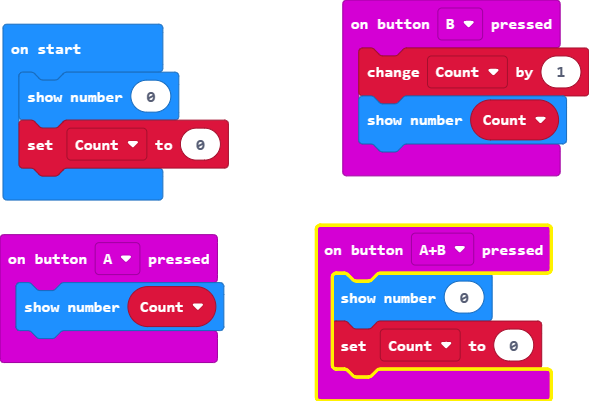 on start
show number 0
set Count to 0
on button B pressed
change Count by 1
show number Count
on button A pressed
show number Count
on button A+B pressed
show number 0
set Count to 0